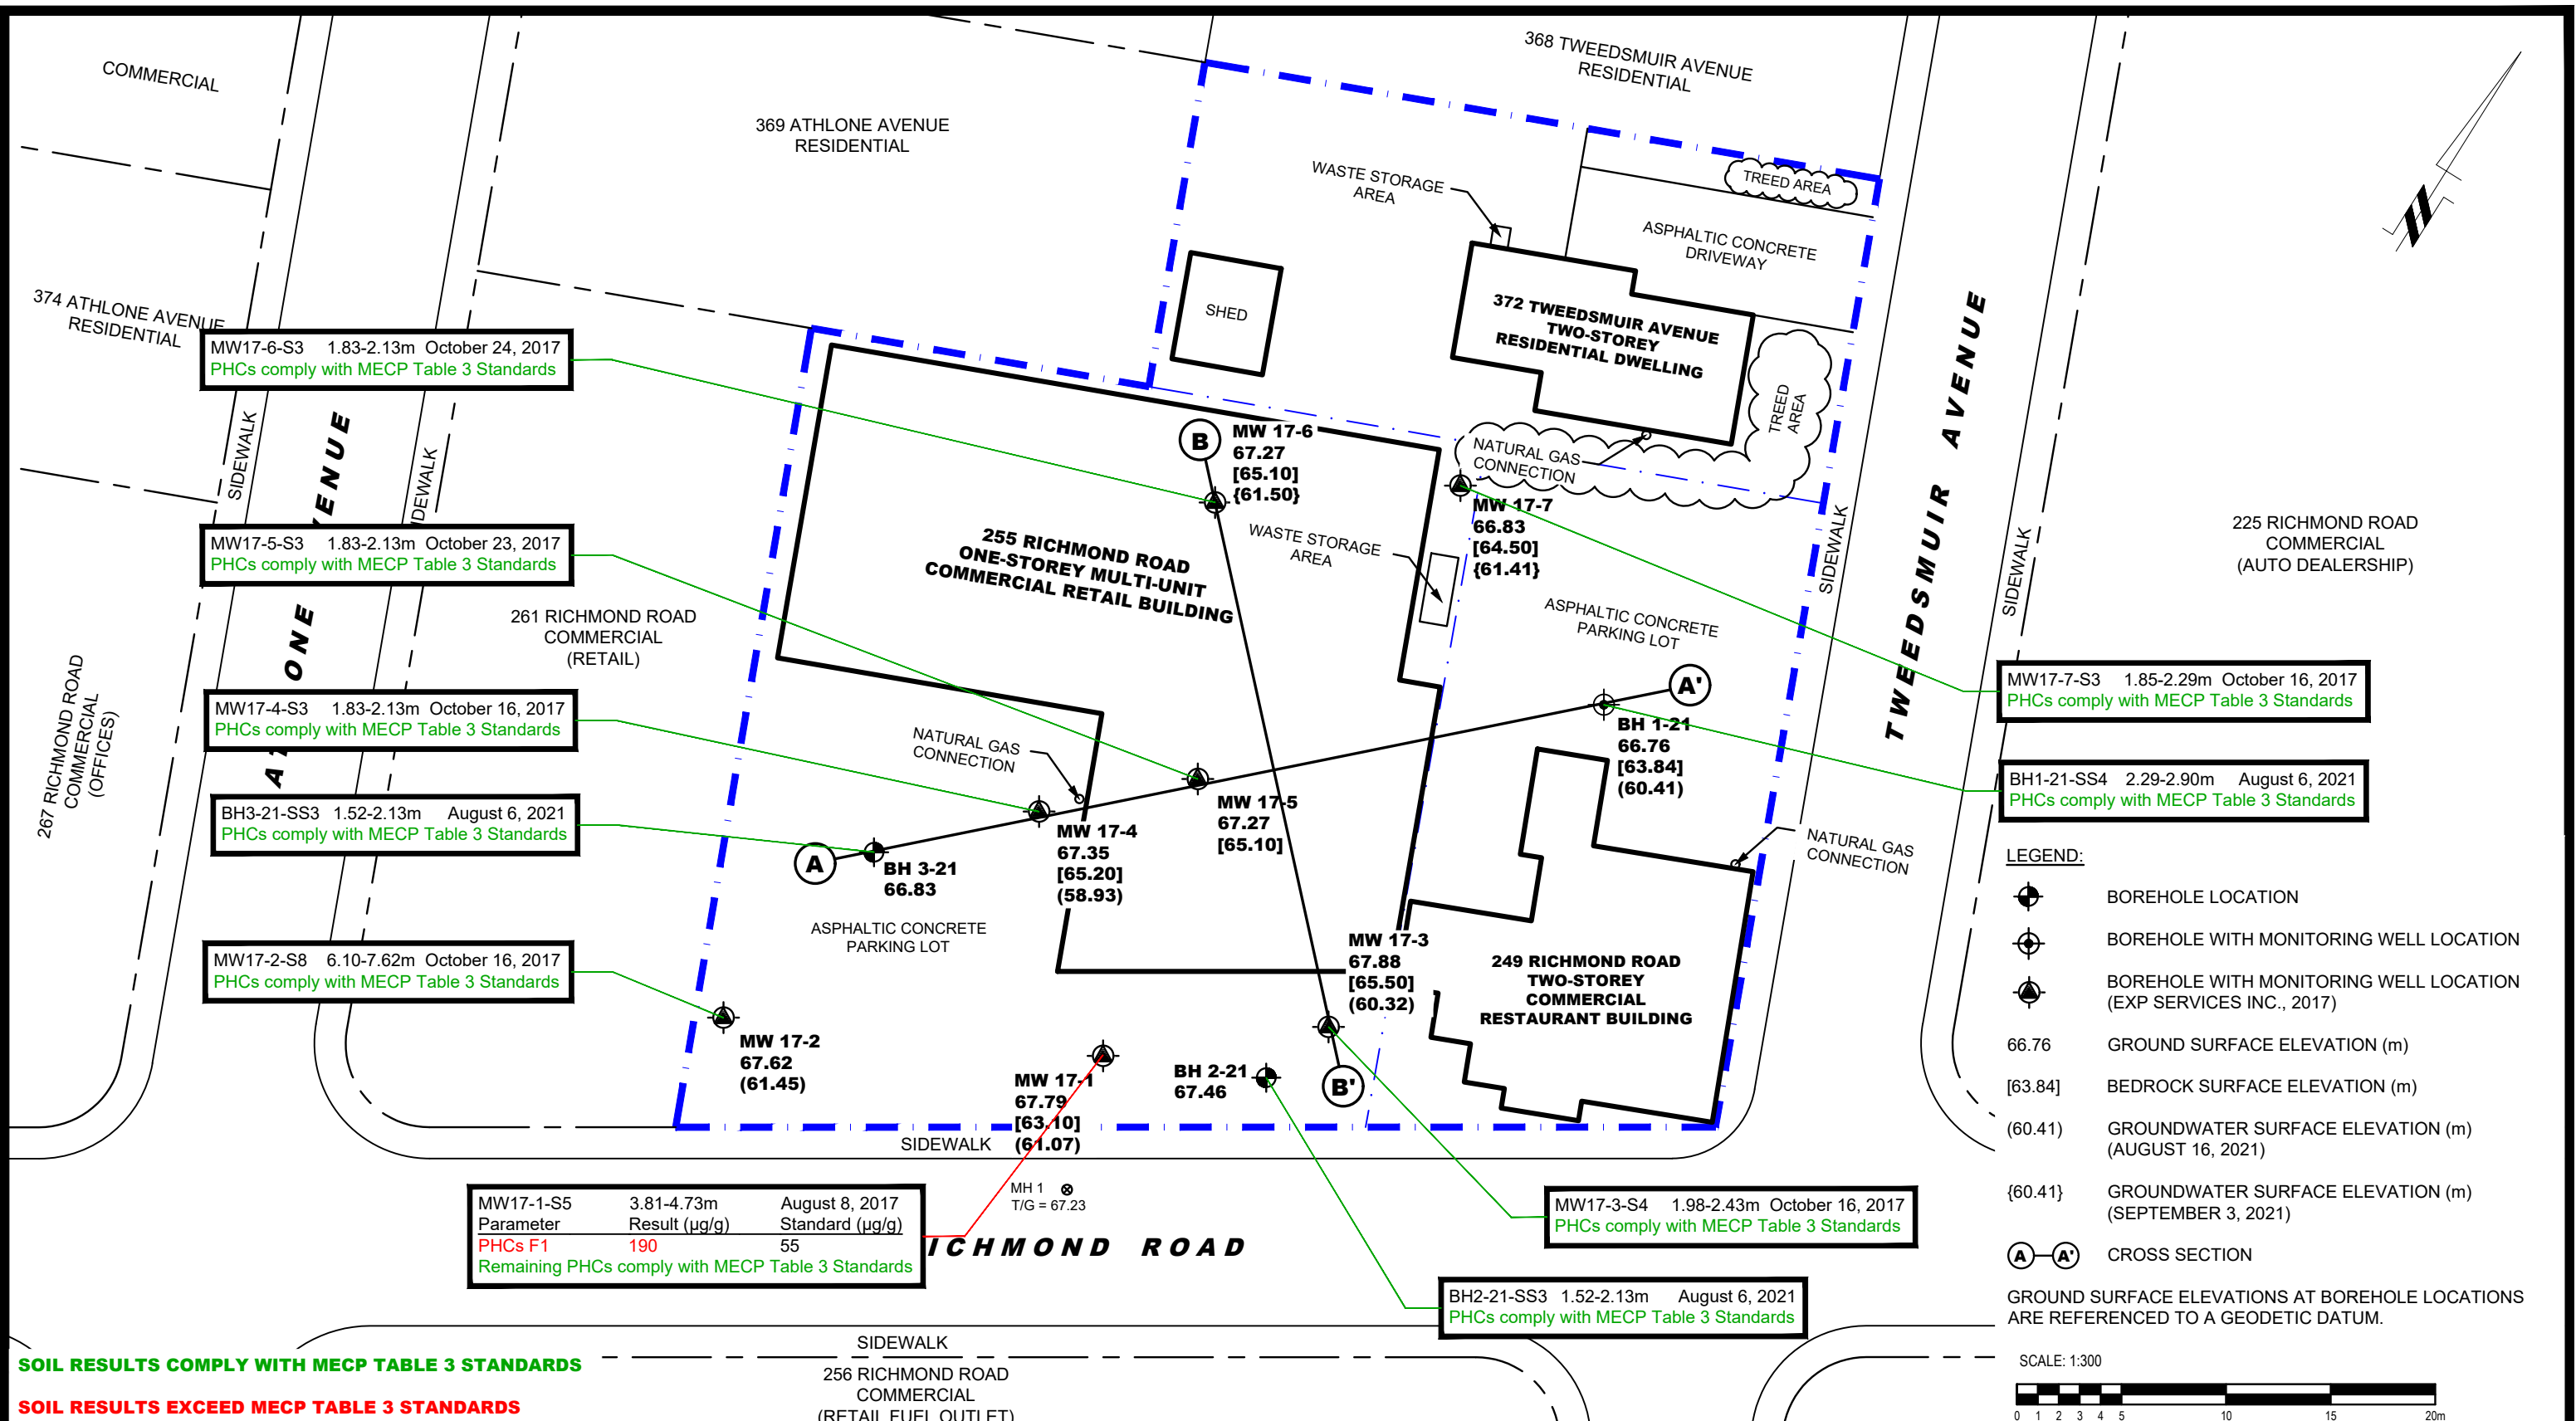 COMMERCIAL
368 TWEEDSMUIR AVENUE
RESIDENTIAL
369 ATHLONE AVENUE
RESIDENTIAL
WASTE STORAGE
AREA
TREED AREA
ASPHALTIC CONCRETE
DRIVEWAY
374 ATHLONE AVENUE
RESIDENTIAL
SHED
372 TWEEDSMUIR AVENUE
TWO-STOREY
RESIDENTIAL DWELLING
TREED
AREA
MW17-6-S3 1.83-2.13m October 24, 2017
PHCs comply with MECP Table 3 Standards
SIDEWALK
SIDEWALK
B
MW 17-6
67.27
[65.10]
{61.50}
NATURAL GAS
CONNECTION
MW 17-7
66.83
[64.50]
{61.41}
WASTE STORAGE
AREA
TWEEDSMUIR AVENUE
SIDEWALK
SIDEWALK
225 RICHMOND ROAD
COMMERCIAL
(AUTO DEALERSHIP)
MW17-5-S3 1.83-2.13m October 23, 2017
PHCs comply with MECP Table 3 Standards
255 RICHMOND ROAD
ONE-STOREY MULTI-UNIT
COMMERCIAL RETAIL BUILDING
261 RICHMOND ROAD
COMMERCIAL
(RETAIL)
ASPHALTIC CONCRETE
PARKING LOT
267 RICHMOND ROAD
COMMERCIAL
(OFFICES)
MW17-7-S3 1.85-2.29m October 16, 2017
PHCs comply with MECP Table 3 Standards
MW17-4-S3 1.83-2.13m October 16, 2017
PHCs comply with MECP Table 3 Standards
A'
BH 1-21
66.76
[63.84]
(60.41)
NATURAL GAS
CONNECTION
BH1-21-SS4 2.29-2.90m August 6, 2021
PHCs comply with MECP Table 3 Standards
BH3-21-SS3 1.52-2.13m August 6, 2021
PHCs comply with MECP Table 3 Standards
MW 17-5
67.27
[65.10]
MW 17-4
67.35
[65.20]
(58.93)
A
BH 3-21
66.83
NATURAL GAS
CONNECTION
ASPHALTIC CONCRETE
PARKING LOT
MW17-2-S8 6.10-7.62m October 16, 2017
PHCs comply with MECP Table 3 Standards
MW 17-3
67.88
[65.50]
(60.32)
249 RICHMOND ROAD
TWO-STOREY
COMMERCIAL
RESTAURANT BUILDING
MW 17-2
67.62
(61.45)
MW 17-1
67.79
[63.10]
(61.07)
BH 2-21
67.46
B'
SIDEWALK
MH 1
T/G = 67.23
MW17-1-S5 3.81-4.73m August 8, 2017
Parameter Result (µg/g) Standard (µg/g)
PHCs F1 190 55
Remaining PHCs comply with MECP Table 3 Standards
ICHMOND ROAD
MW17-3-S4 1.98-2.43m October 16, 2017
PHCs comply with MECP Table 3 Standards
BH2-21-SS3 1.52-2.13m August 6, 2021
PHCs comply with MECP Table 3 Standards
SIDEWALK
256 RICHMOND ROAD
COMMERCIAL
(RETAIL FUEL OUTLET)
SOIL RESULTS COMPLY WITH MECP TABLE 3 STANDARDS
SOIL RESULTS EXCEED MECP TABLE 3 STANDARDS
LEGEND:
BOREHOLE LOCATION
BOREHOLE WITH MONITORING WELL LOCATION
BOREHOLE WITH MONITORING WELL LOCATION
(EXP SERVICES INC., 2017)
66.76 GROUND SURFACE ELEVATION (m)
[63.84] BEDROCK SURFACE ELEVATION (m)
(60.41) GROUNDWATER SURFACE ELEVATION (m)
(AUGUST 16, 2021)
{60.41} GROUNDWATER SURFACE ELEVATION (m)
(SEPTEMBER 3, 2021)
A A' CROSS SECTION
GROUND SURFACE ELEVATIONS AT BOREHOLE LOCATIONS
ARE REFERENCED TO A GEODETIC DATUM.
SCALE: 1:300
0 1 2 3 4 5 10 15 20m